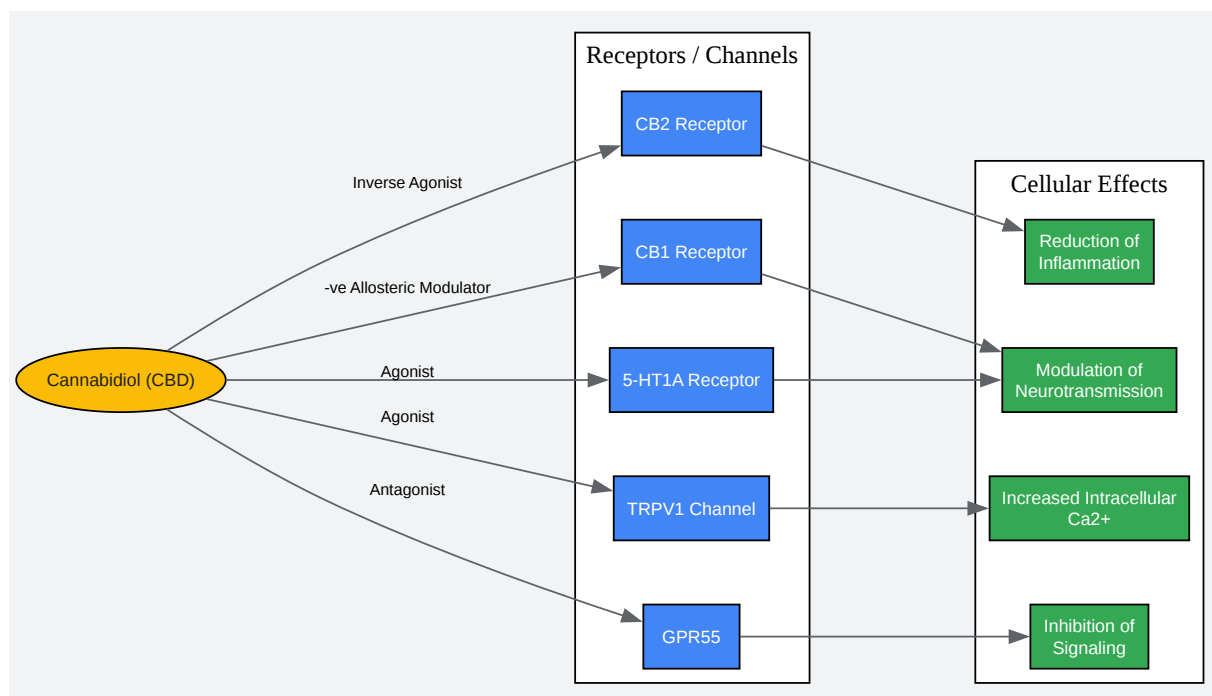 Receptors / Channels
CB2 Receptor
Inverse Agonist
Cellular Effects
Reduction of
Inflammation
CB1 Receptor
-ve Allosteric Modulator
Cannabidiol (CBD)
Agonist
5-HT1A Receptor
Modulation of
Neurotransmission
Agonist
TRPV1 Channel
Increased Intracellular
Ca2+
Antagonist
GPR55
Inhibition of
Signaling